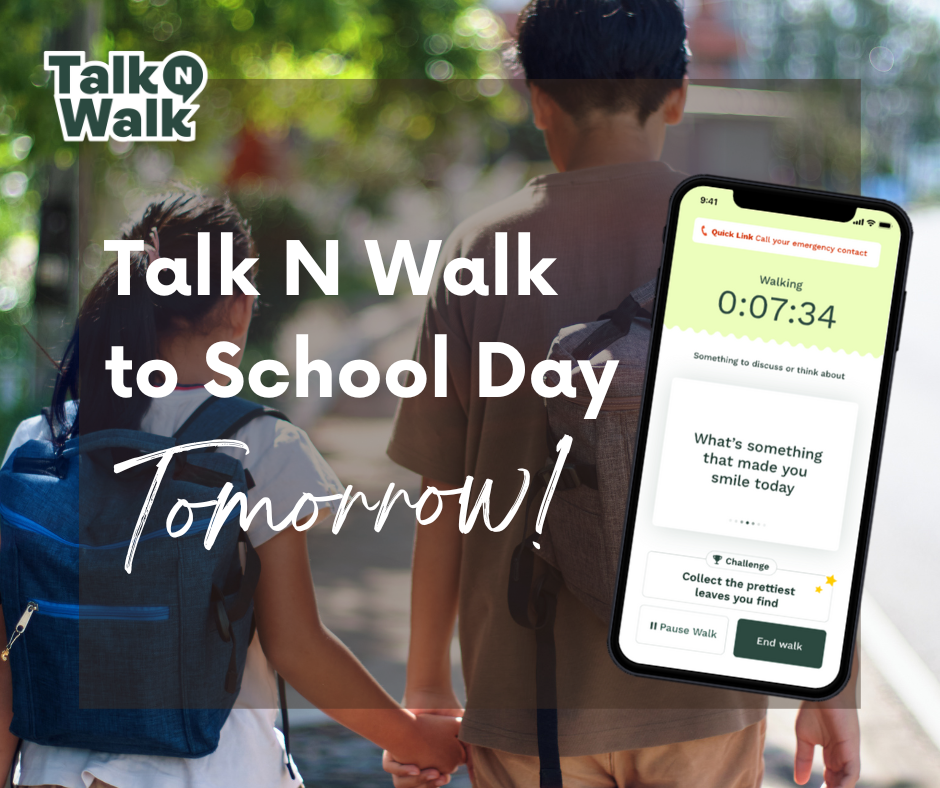 Talk N
Walk
Talk N Walk
to School Day
Tomorrow!
9:41
Quick Link Call your emergency contact
Walking
0:07:34
Something to discuss or think about
What's something
that made you
smile today
Challenge
Collect the prettiest
leaves you find
Pause Walk
End walk